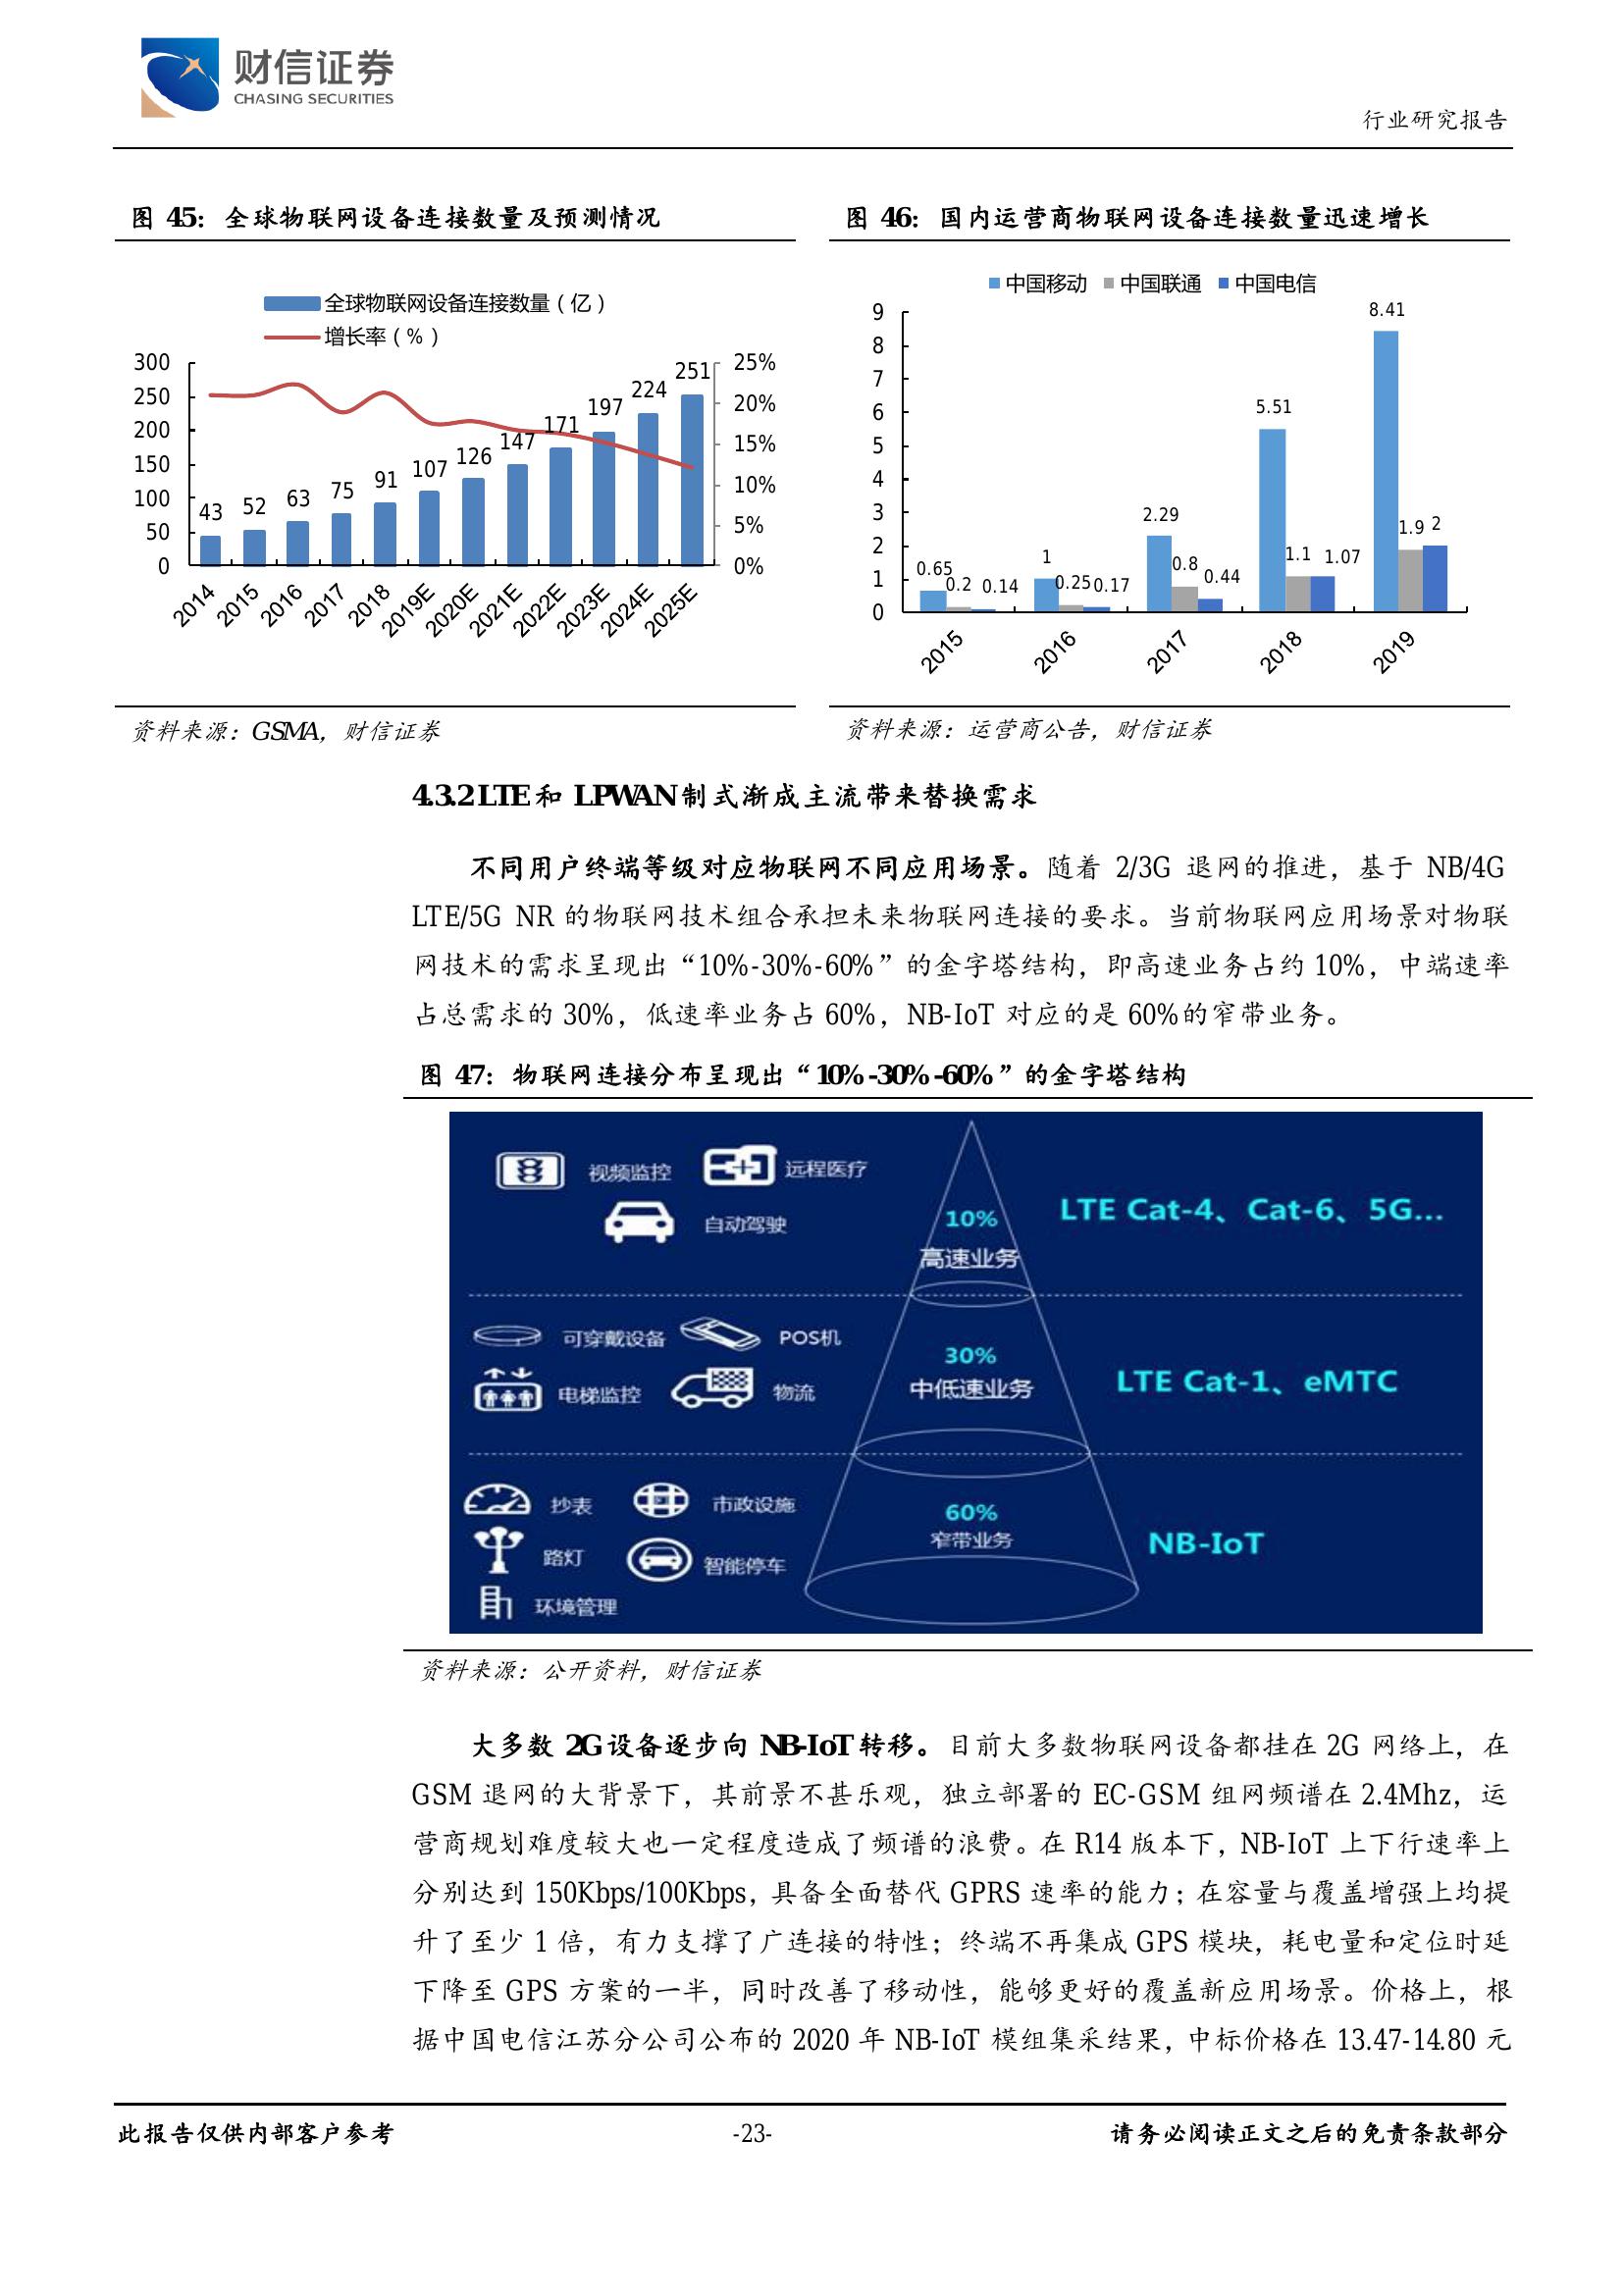 财信证券
CHASING SECURITIES
行业研究报告
图 45：全球物联网设备连接数量及预测情况
全球物联网设备连接数量（亿）
增长率（%）
300
250
200
150
100
50
0
43
52
63
75
91
107
126
147
171
197
224
251
25%
20%
15%
10%
5%
0%
2014
2015
2016
2017
2018
2019E
2020E
2021E
2022E
2023E
2024E
2025E
资料来源：GSMA，财信证券
图 46：国内运营商物联网设备连接数量迅速增长
中国移动 中国联通 中国电信
9
8
7
6
5
4
3
2
1
0
0.65
0.2
0.14
1
0.25
0.17
2.29
0.8
0.44
5.51
1.1
1.07
8.41
1.9
2
2015
2016
2017
2018
2019
资料来源：运营商公告，财信证券
4.3.2 LTE 和 LPWAN 制式渐成主流带来替换需求
不同用户终端等级对应物联网不同应用场景。随着 2/3G 退网的推进，基于 NB/4G
LTE/5G NR 的物联网技术组合承担未来物联网连接的要求。当前物联网应用场景对物联
网技术的需求呈现出“10%-30%-60%”的金字塔结构，即高速业务占约 10%，中端速率
占总需求的 30%，低速率业务占 60%，NB-IoT 对应的是 60%的窄带业务。
图 47：物联网连接分布呈现出“10%-30%-60%”的金字塔结构
视频监控
远程医疗
自动驾驶
10%
高速业务
LTE Cat-4、Cat-6、5G...
可穿戴设备
POS机
电梯监控
物流
30%
中低速业务
LTE Cat-1、eMTC
抄表
市政设施
路灯
智能停车
环境管理
60%
窄带业务
NB-IoT
资料来源：公开资料，财信证券
大多数 2G 设备逐步向 NB-IoT 转移。目前大多数物联网设备都挂在 2G 网络上，在
GSM 退网的大背景下，其前景不甚乐观，独立部署的 EC-GSM 组网频谱在 2.4Mhz，运
营商规划难度较大也一定程度造成了频谱的浪费。在 R14 版本下，NB-IoT 上下行速率上
分别达到 150Kbps/100Kbps，具备全面替代 GPRS 速率的能力；在容量与覆盖增强上均提
升了至少 1 倍，有力支撑了广连接的特性；终端不再集成 GPS 模块，耗电量和定位时延
下降至 GPS 方案的一半，同时改善了移动性，能够更好的覆盖新应用场景。价格上，根
据中国电信江苏分公司公布的 2020 年 NB-IoT 模组集采结果，中标价格在 13.47-14.80 元
此报告仅供内部客户参考
-23-
请务必阅读正文之后的免责条款部分